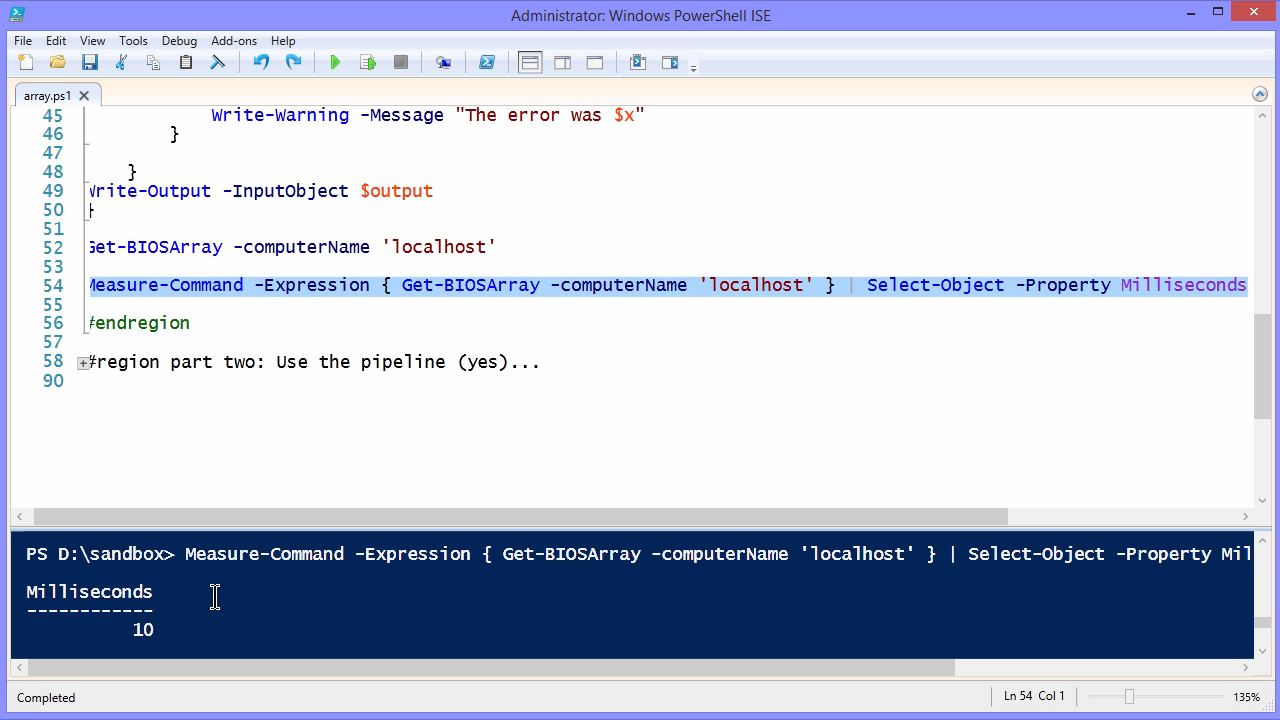 Administrator: Windows PowerShell ISE
File Edit View Tools Debug Add-ons Help
array.ps1
45 Write-Warning -Message "The error was $x"
46 }
47
48 }
49 Write-Output -InputObject $output
50 }
51
52 Get-BIOSArray -computerName 'localhost'
53
54 Measure-Command -Expression { Get-BIOSArray -computerName 'localhost' } | Select-Object -Property Milliseconds
55
56 #endregion
57
58 #region part two: Use the pipeline (yes)...
90
PS D:\sandbox> Measure-Command -Expression { Get-BIOSArray -computerName 'localhost' } | Select-Object -Property Mil
Milliseconds
------------
10
Completed
Ln 54 Col 1
135%